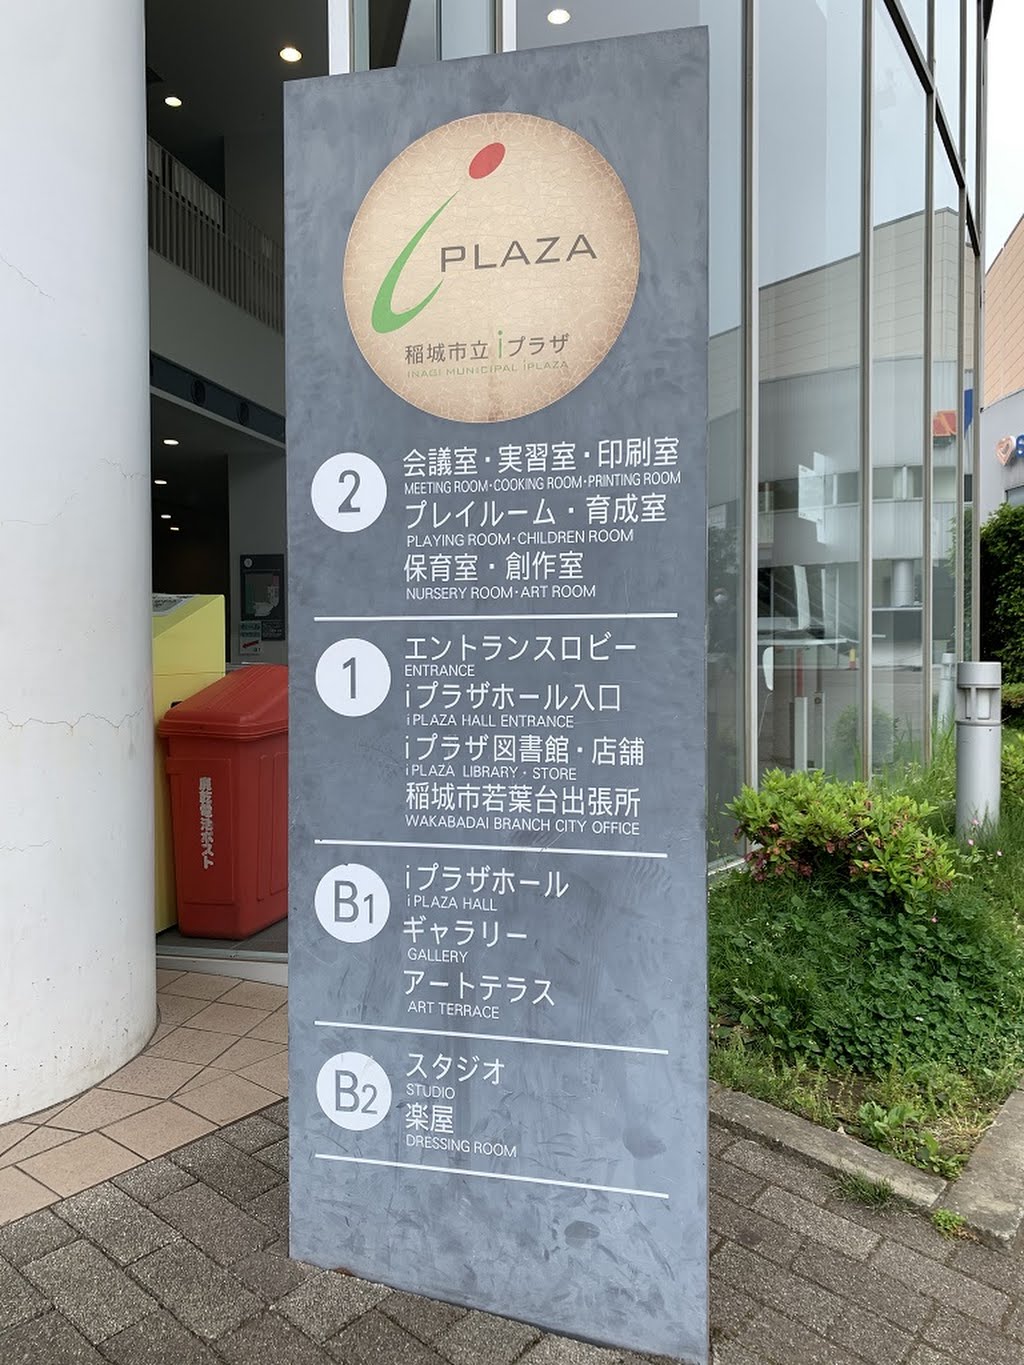 i PLAZA
稲城市立iプラザ
INAGI MUNICIPAL iPLAZA
2
会議室・実習室・印刷室
MEETING ROOM・COOKING ROOM・PRINTING ROOM
プレイルーム・育成室
PLAYING ROOM・CHILDREN ROOM
保育室・創作室
NURSERY ROOM・ART ROOM
1
エントランスロビー
ENTRANCE
iプラザホール入口
i PLAZA HALL ENTRANCE
iプラザ図書館・店舗
i PLAZA LIBRARY・STORE
稲城市若葉台出張所
WAKABADAI BRANCH CITY OFFICE
B1
iプラザホール
i PLAZA HALL
ギャラリー
GALLERY
アートテラス
ART TERRACE
B2
スタジオ
STUDIO
楽屋
DRESSING ROOM
廃乾電池ポスト